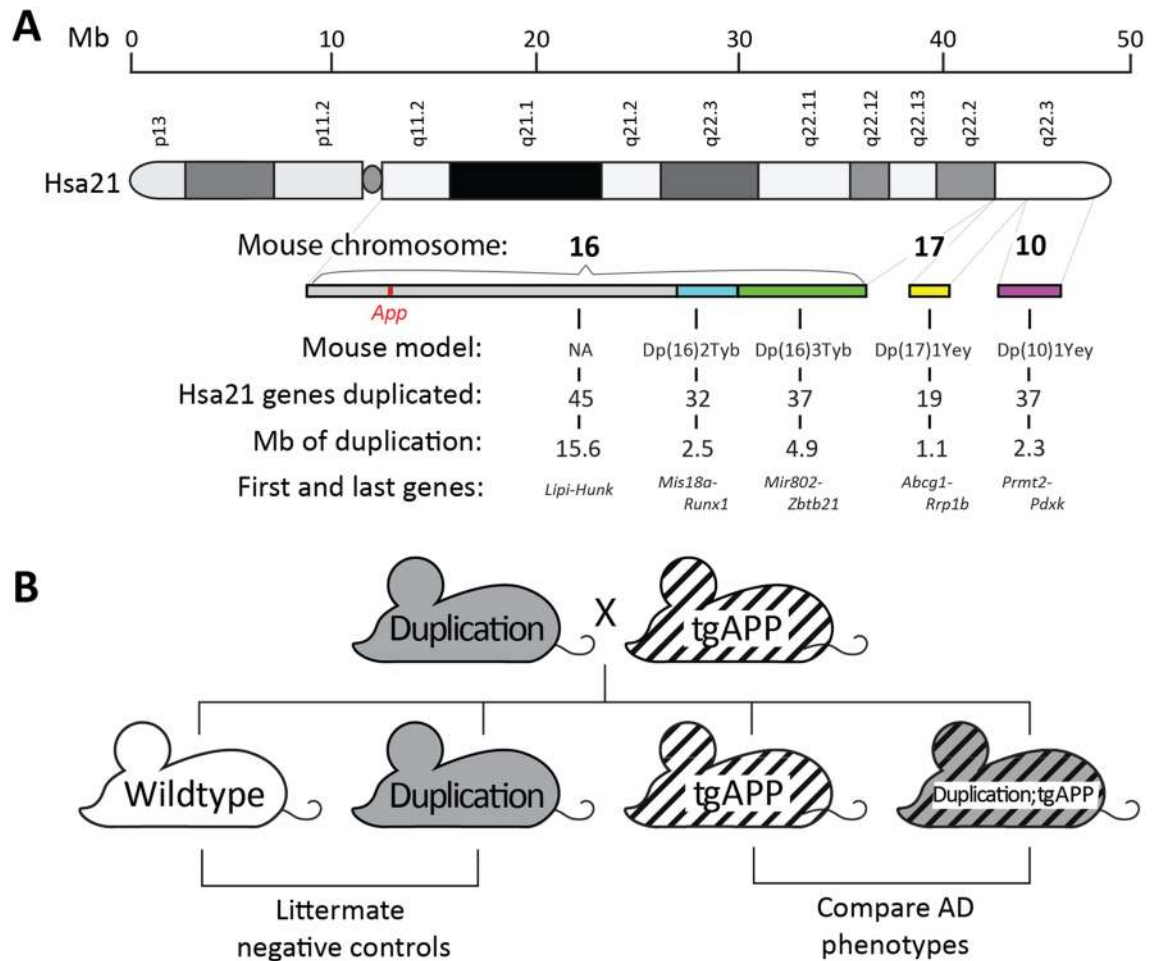 A
Mb 0 10 20 30 40 50
p13 p11.2 q11.2 q21.1 q21.2 q22.3 q22.11 q22.12 q22.13 q22.2 q22.3
Hsa21
Mouse chromosome: 16 17 10
App
Mouse model: NA Dp(16)2Tyb Dp(16)3Tyb Dp(17)1Yey Dp(10)1Yey
Hsa21 genes duplicated: 45 32 37 19 37
Mb of duplication: 15.6 2.5 4.9 1.1 2.3
First and last genes: Lipi-Hunk Mis18a- Mir802- Abcg1- Prmt2-
Runx1 Zbtb21 Rrp1b Pdxk
B
Duplication X tgAPP
Wildtype Duplication tgAPP Duplication;tgAPP
Littermate
negative controls
Compare AD
phenotypes